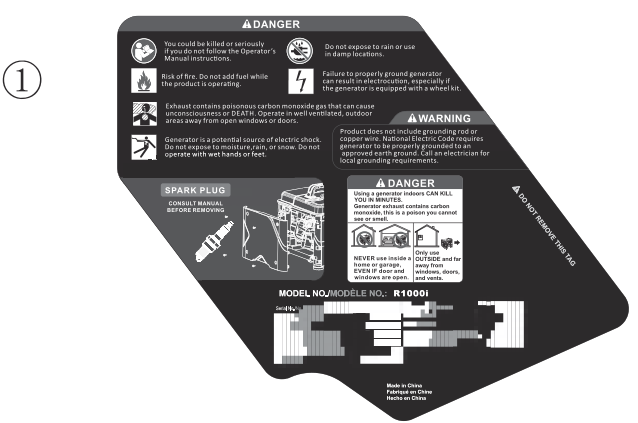 ①
DANGER
You could be killed or seriously
if you do not follow the Operator's
Manual instructions.
Do not expose to rain or use
in damp locations.
Risk of fire. Do not add fuel while
the product is operating.
Failure to properly ground generator
can result in electrocution, especially if
the generator is equipped with a wheel kit.
Exhaust contains poisonous carbon monoxide gas that can cause
unconsciousness or DEATH. Operate in well ventilated, outdoor
areas away from open windows or doors.
Generator is a potential source of electric shock.
Do not expose to moisture,rain, or snow. Do not
operate with wet hands or feet.
WARNING
Product does not include grounding rod or
copper wire. National Electric Code requires
generator to be properly grounded to an
approved earth ground. Call an electrician for
local grounding requirements.
SPARK PLUG
CONSULT MANUAL
BEFORE REMOVING
DANGER
Using a generator indoors CAN KILL
YOU IN MINUTES.
Generator exhaust contains carbon
monoxide, this is a poison you cannot
see or smell.
NEVER use inside a
home or garage,
EVEN IF door and
windows are open.
Only use
OUTSIDE and far
away from
windows, doors,
and vents.
DO NOT REMOVE THIS TAG
MODEL NO./MODÈLE NO.: R1000i
Serial No.
Made in China
Fabriqué en Chine
Hecho en China